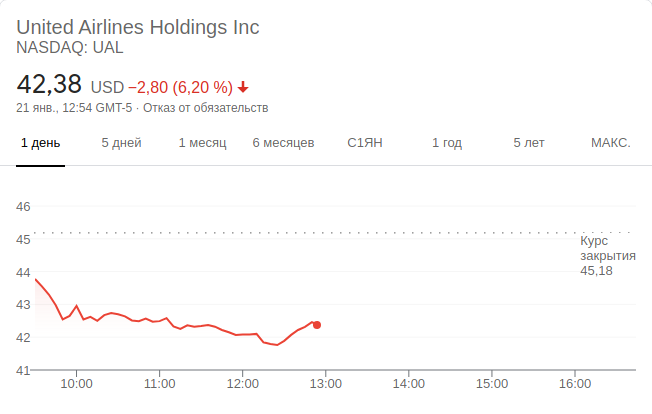 United Airlines Holdings Inc
NASDAQ: UAL
42,38 USD −2,80 (6,20 %)
21 янв., 12:54 GMT-5 · Отказ от обязательств
1 день 5 дней 1 месяц 6 месяцев С1ЯН 1 год 5 лет МАКС.
46
45
44
43
42
41
Курс
закрытия
45,18
10:00 11:00 12:00 13:00 14:00 15:00 16:00